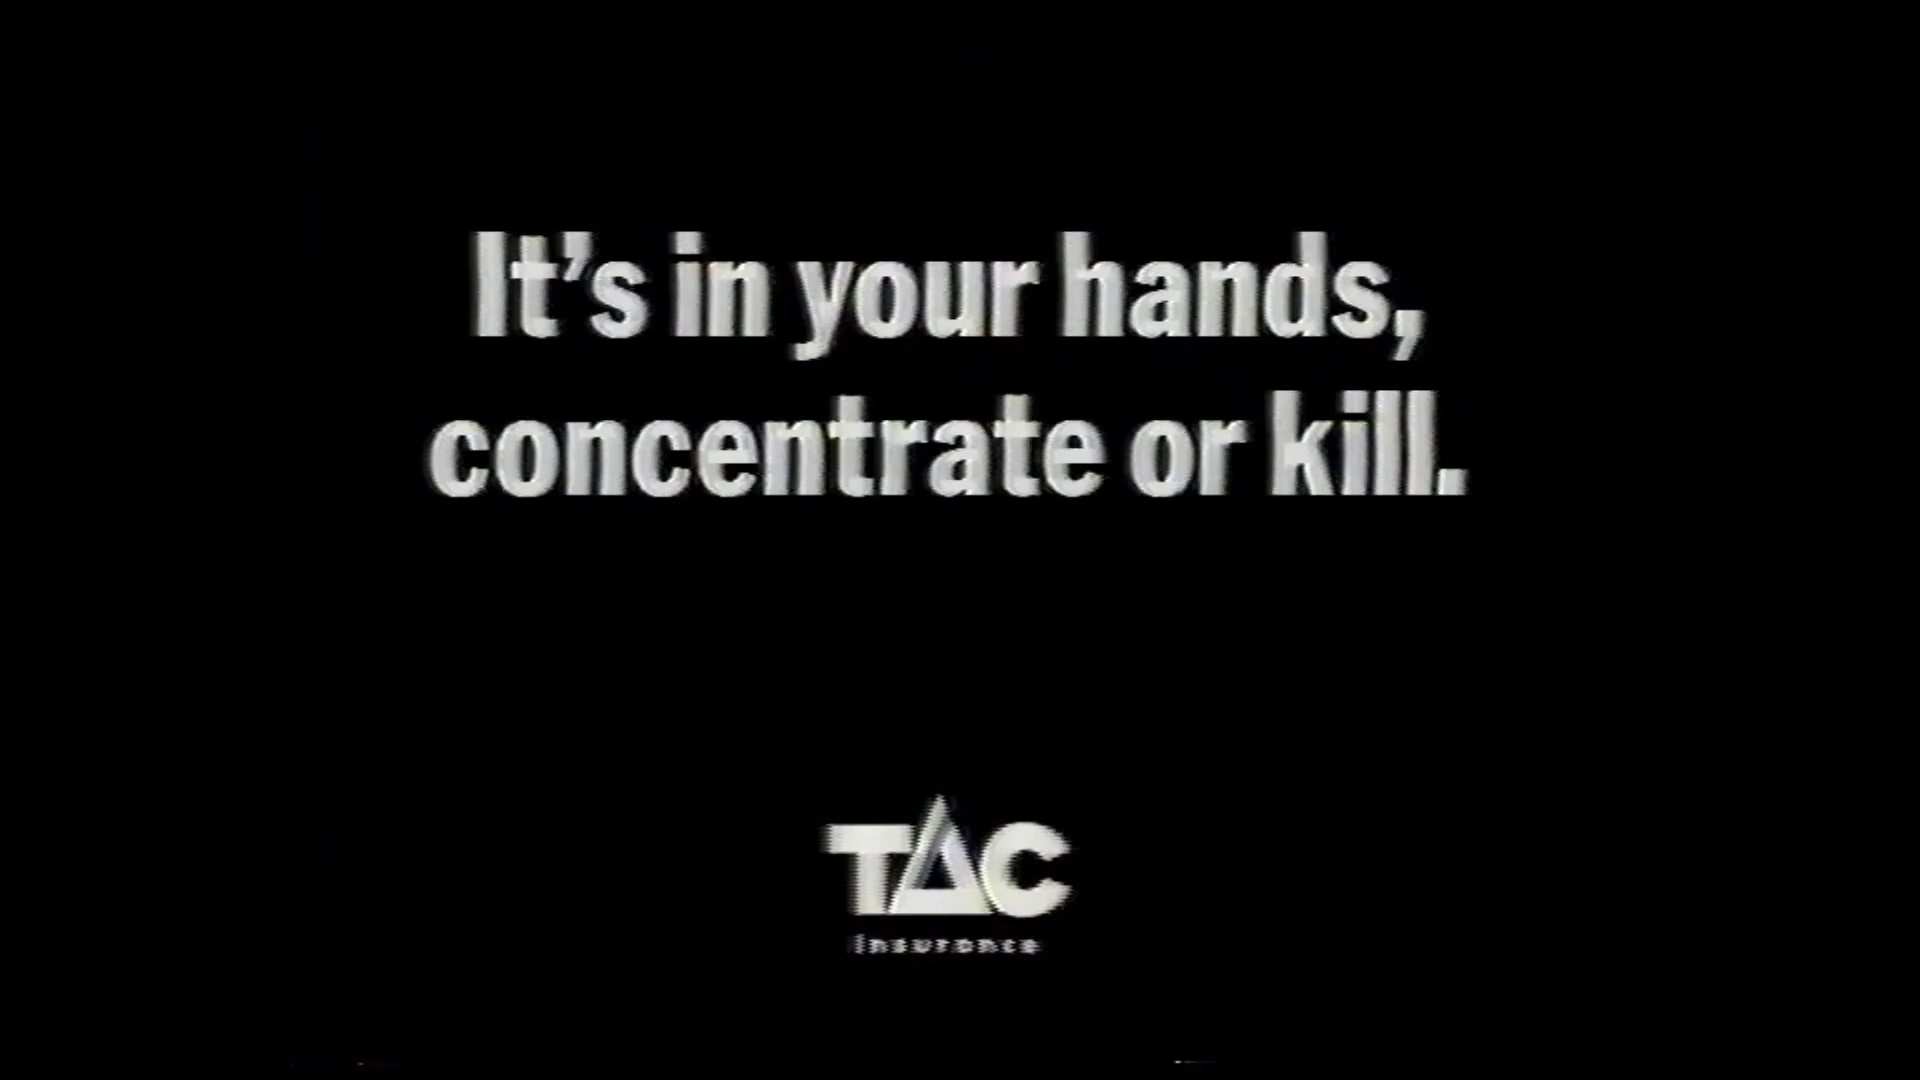 It's in your hands,
concentrate or kill.
TAC
insurance